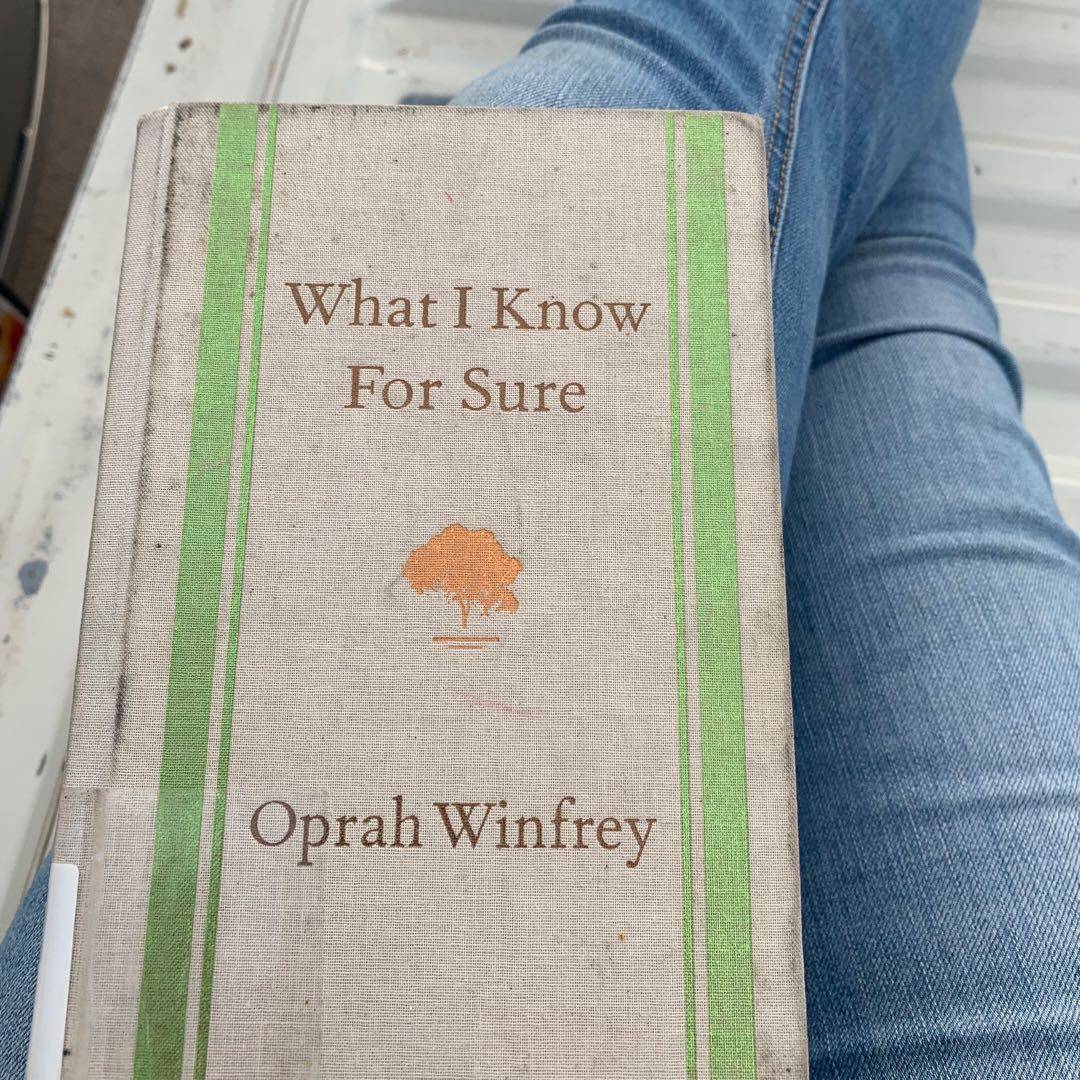 What I Know
For Sure
Oprah Winfrey